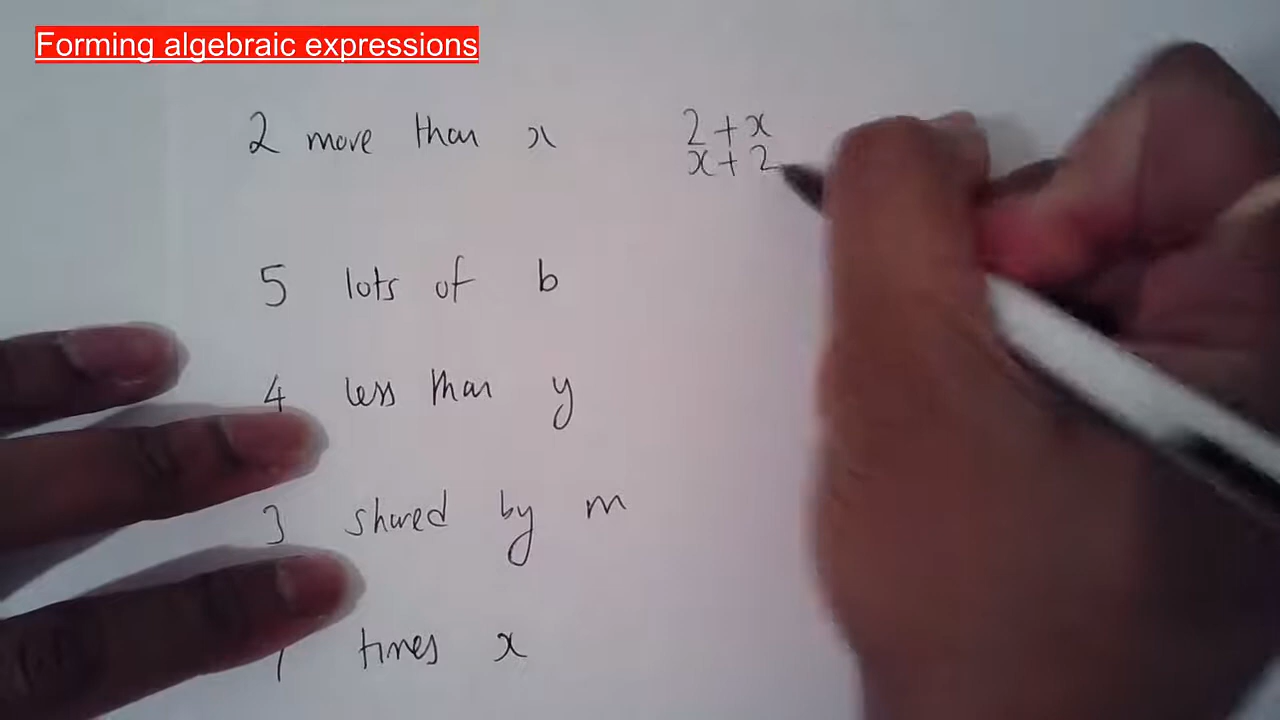 Forming algebraic expressions
2 more than x 2 + x
x + 2
5 lots of b
4 less than y
3 shared by m
times x